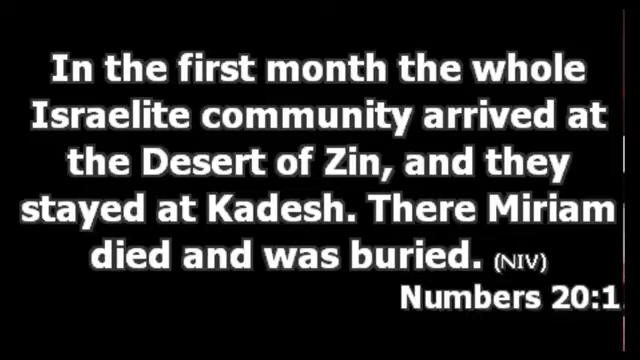 In the first month the whole
Israelite community arrived at
the Desert of Zin, and they
stayed at Kadesh. There Miriam
died and was buried. (NIV)
Numbers 20:1